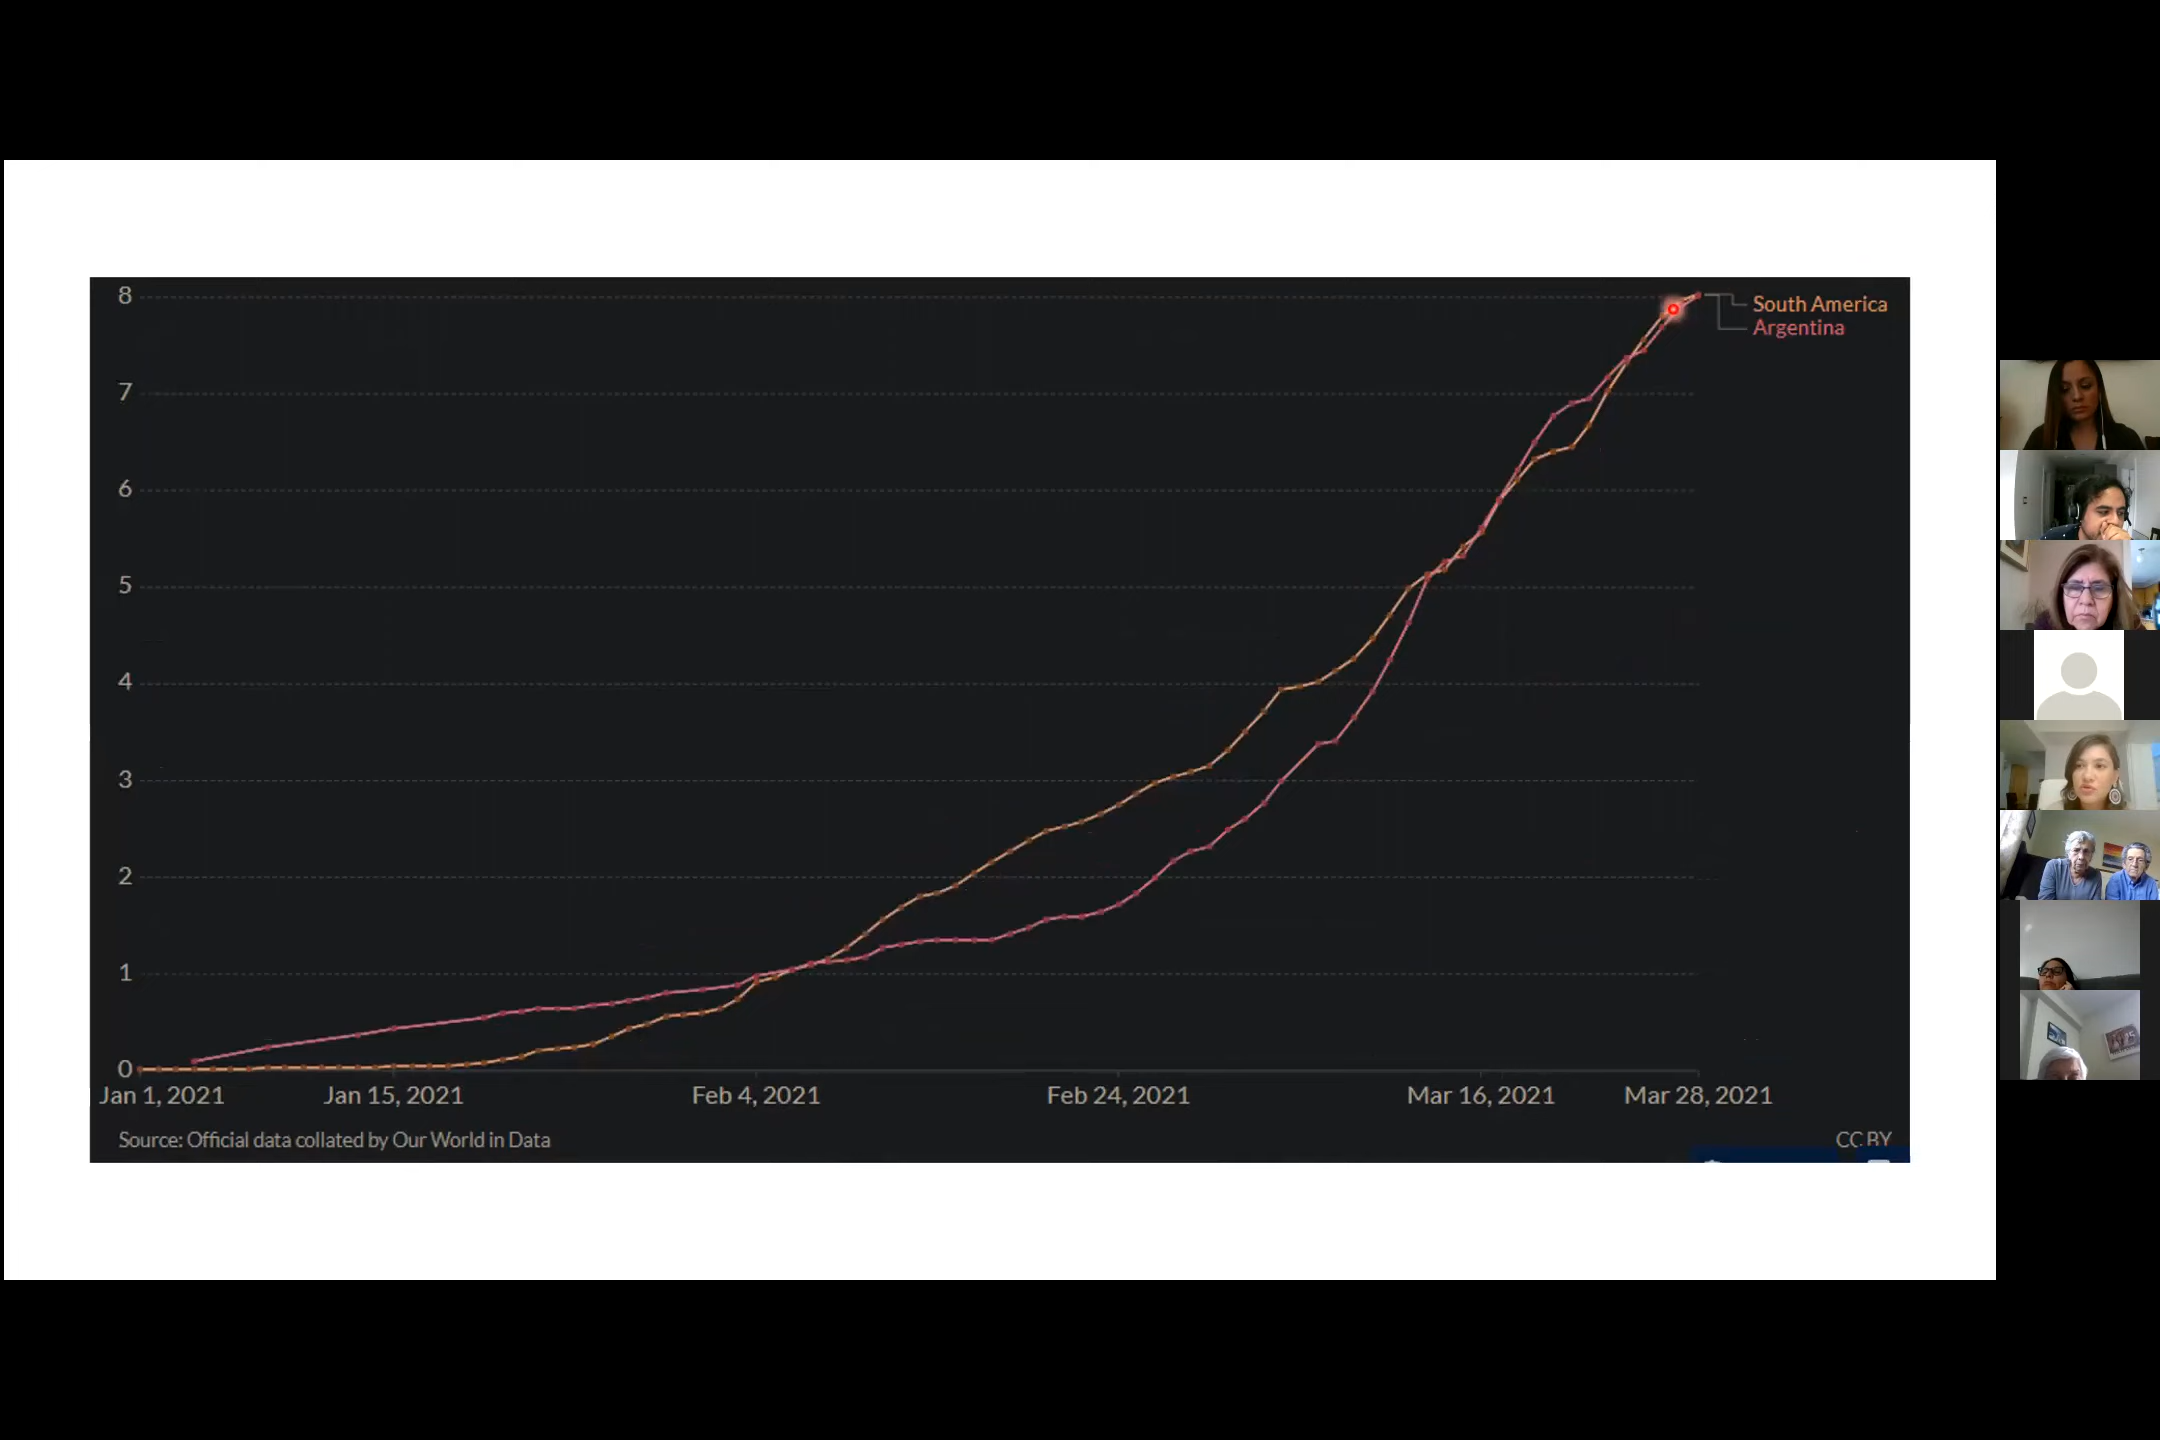 8
South America
Argentina
7
6
5
4
3
2
1
0
Jan 1, 2021 Jan 15, 2021 Feb 4, 2021 Feb 24, 2021 Mar 16, 2021 Mar 28, 2021
Source: Official data collated by Our World in Data CC BY